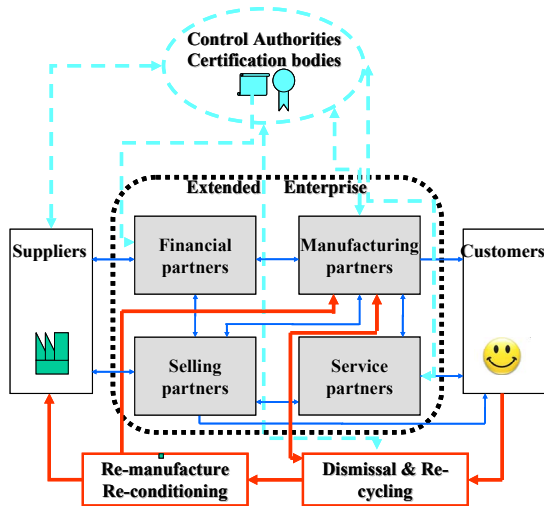 Control Authorities
Certification bodies
Extended Enterprise
Suppliers
Financial
partners
Manufacturing
partners
Customers
Selling
partners
Service
partners
Re-manufacture
Re-conditioning
Dismissal & Re-
cycling